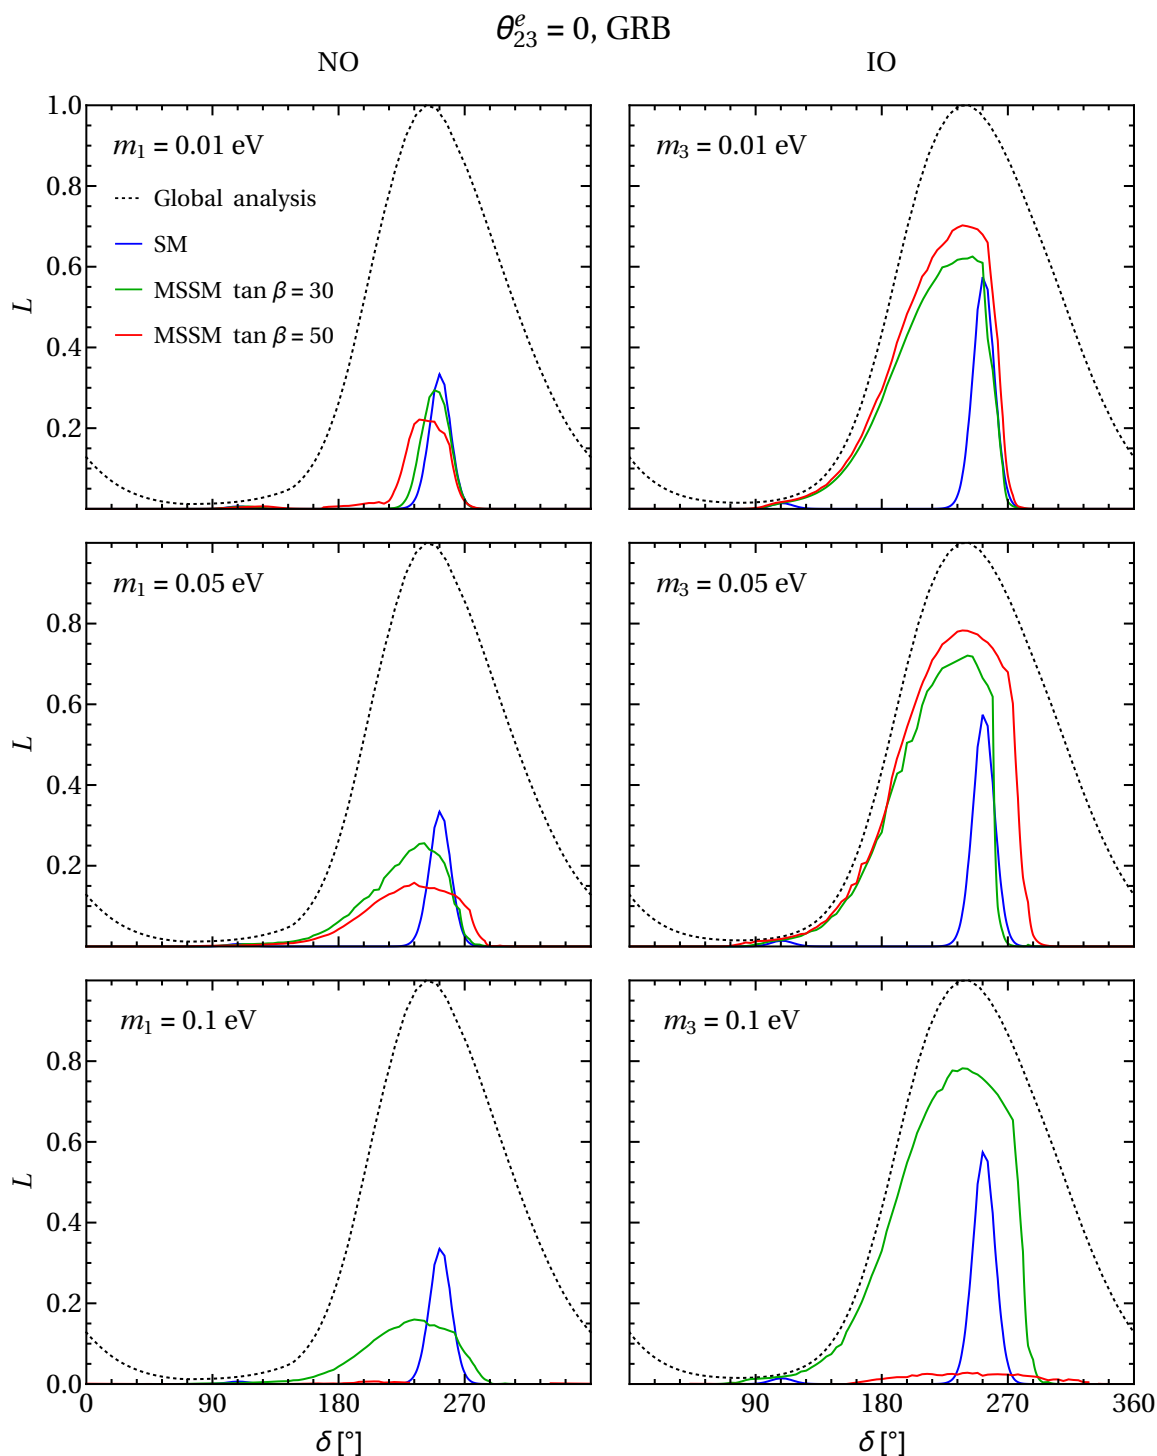 θ₂₃ᵉ = 0, GRB
NO
IO
m₁ = 0.01 eV
Global analysis
SM
MSSM tan β = 30
MSSM tan β = 50
1.0
0.8
0.6
0.4
0.2
L
m₃ = 0.01 eV
m₁ = 0.05 eV
0.8
0.6
0.4
0.2
L
m₃ = 0.05 eV
m₁ = 0.1 eV
0.8
0.6
0.4
0.2
0.0
L
0 90 180 270
δ [°]
m₃ = 0.1 eV
90 180 270 360
δ [°]